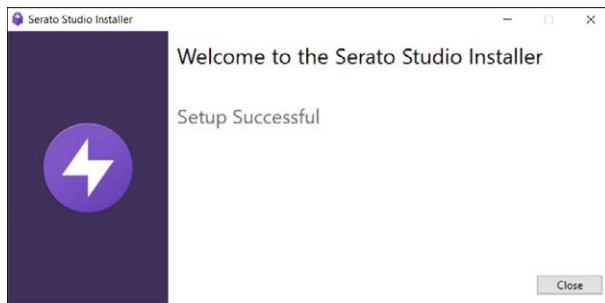 Serato Studio Installer
Welcome to the Serato Studio Installer
Setup Successful
Close